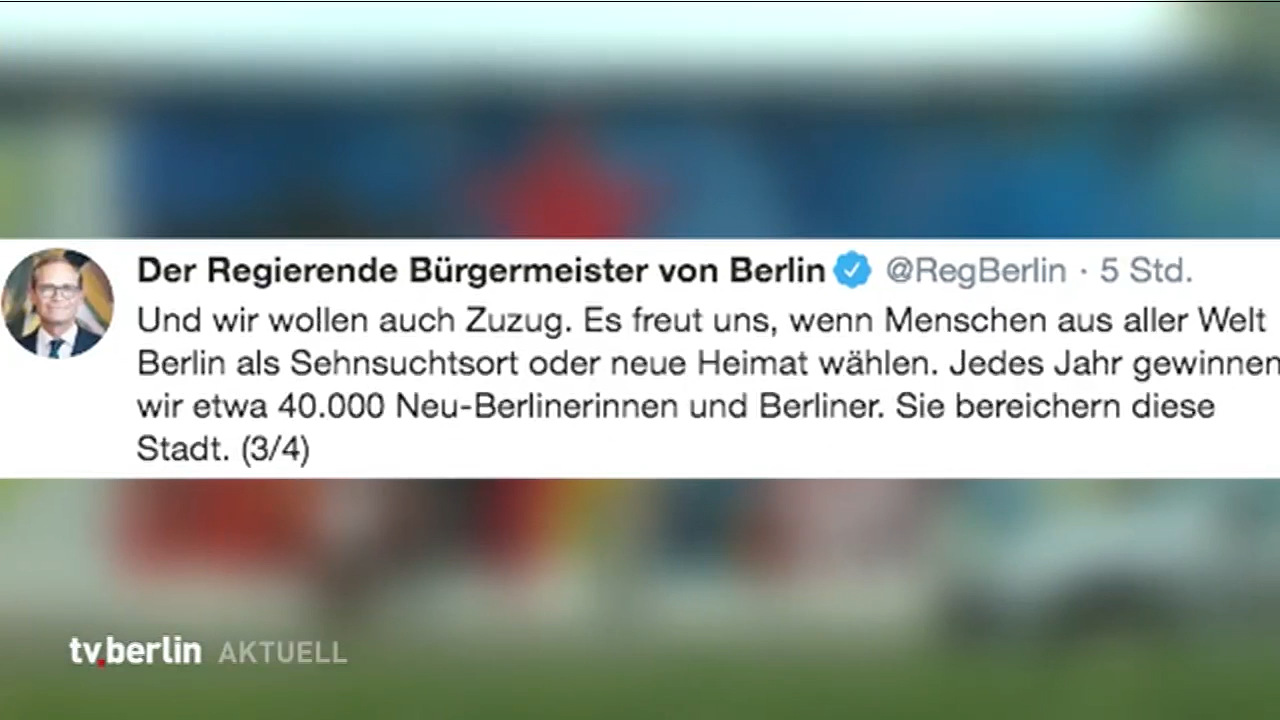 Der Regierende Bürgermeister von Berlin @RegBerlin · 5 Std.
Und wir wollen auch Zuzug. Es freut uns, wenn Menschen aus aller Welt
Berlin als Sehnsuchtsort oder neue Heimat wählen. Jedes Jahr gewinnen
wir etwa 40.000 Neu-Berlinerinnen und Berliner. Sie bereichern diese
Stadt. (3/4)
tv.berlin AKTUELL